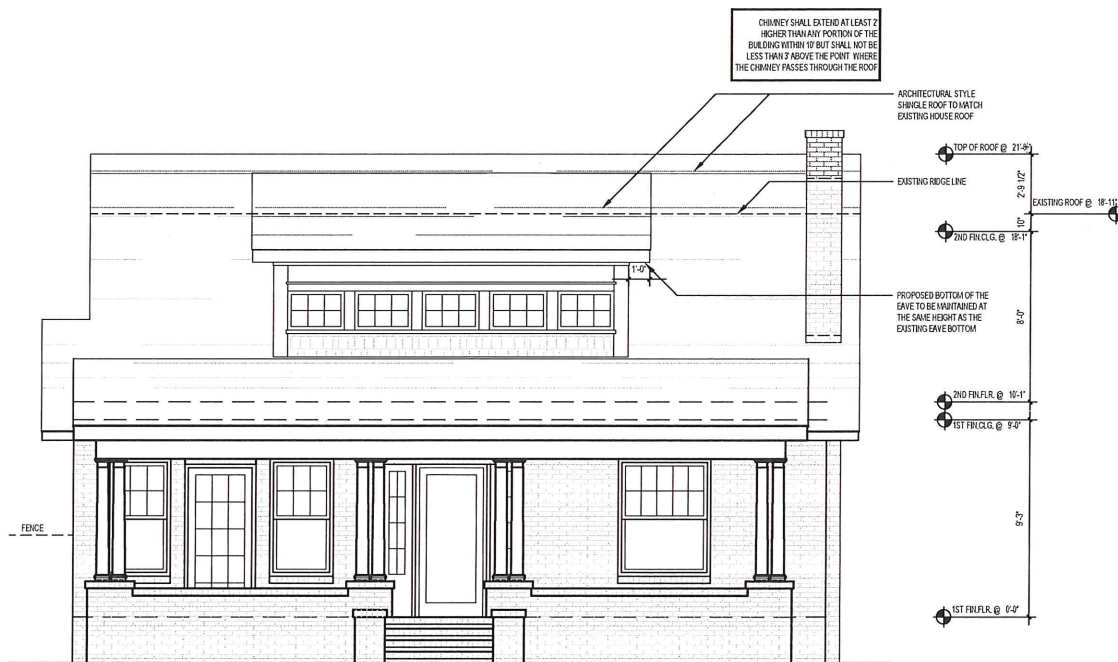 CHIMNEY SHALL EXTEND AT LEAST 2'
HIGHER THAN ANY PORTION OF THE
BUILDING WITHIN 10' BUT SHALL NOT BE
LESS THAN 3' ABOVE THE POINT WHERE
THE CHIMNEY PASSES THROUGH THE ROOF
ARCHITECTURAL STYLE
SHINGLE ROOF TO MATCH
EXISTING HOUSE ROOF
TOP OF ROOF @
2'-9 1/2"
EXISTING RIDGE LINE
EXISTING ROOF @
10"
2ND FIN.CLG. @ 18'-1"
1'-0"
PROPOSED BOTTOM OF THE
EAVE TO BE MAINTAINED AT
THE SAME HEIGHT AS THE
EXISTING EAVE BOTTOM
8'-0"
2ND FIN.FLR. @ 10'-1"
1ST FIN.CLG. @ 9'-0"
9'-3"
FENCE
1ST FIN.FLR. @ 0'-0"